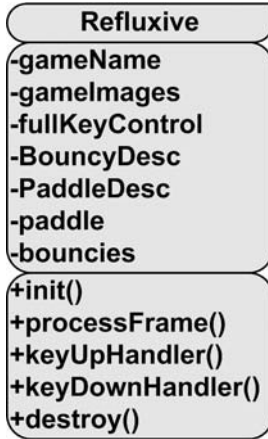 Refluxive
-gameName
-gameImages
-fullKeyControl
-BouncyDesc
-PaddleDesc
-paddle
-bouncies
+init()
+processFrame()
+keyUpHandler()
+keyDownHandler()
+destroy()